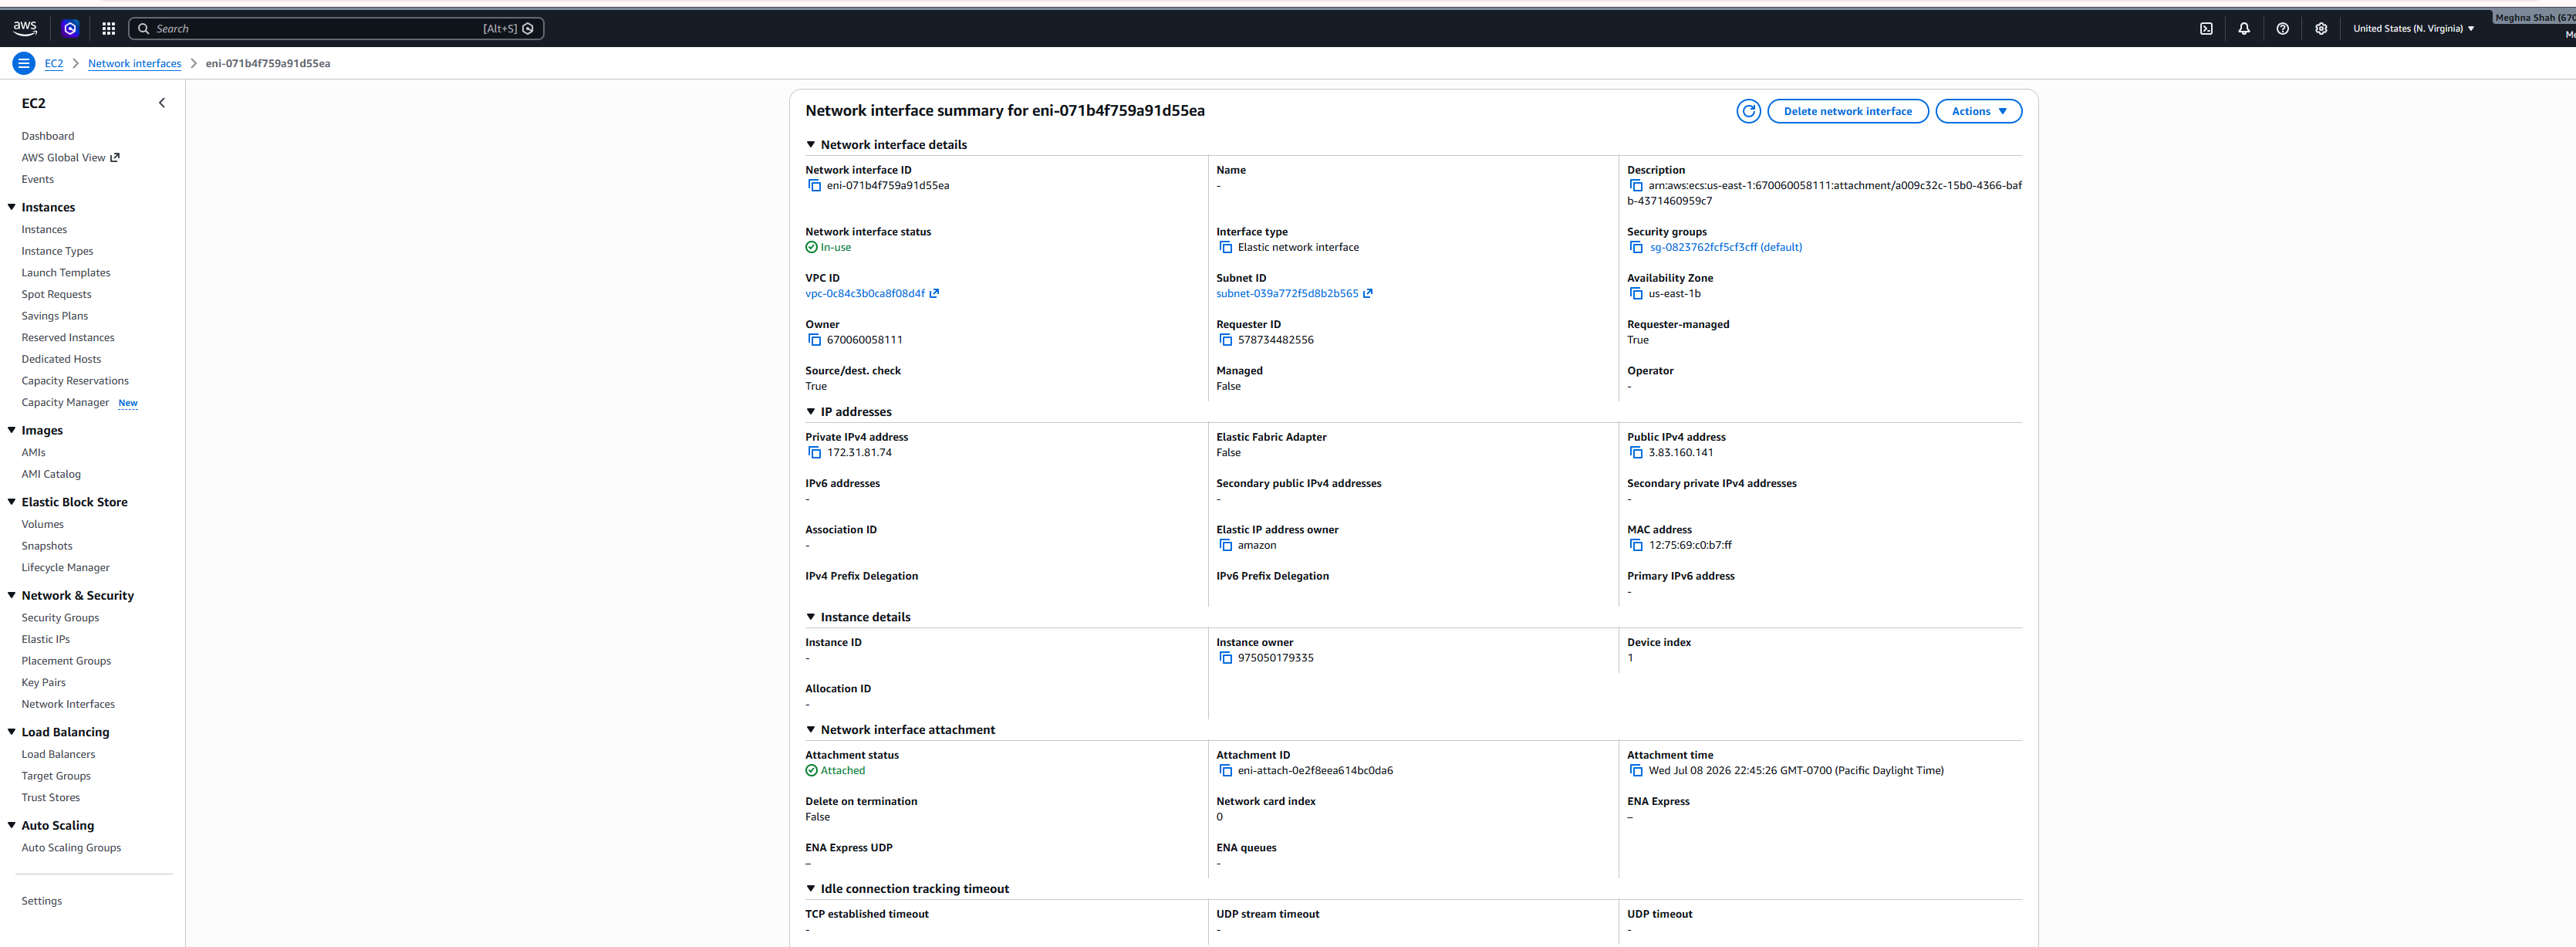 aws
Search [Alt+S]
United States (N. Virginia)
Meghna Shah (670
EC2 > Network interfaces > eni-071b4f759a91d55ea
EC2
Dashboard
AWS Global View
Events
Instances
Instances
Instance Types
Launch Templates
Spot Requests
Savings Plans
Reserved Instances
Dedicated Hosts
Capacity Reservations
Capacity Manager New
Images
AMIs
AMI Catalog
Elastic Block Store
Volumes
Snapshots
Lifecycle Manager
Network & Security
Security Groups
Elastic IPs
Placement Groups
Key Pairs
Network Interfaces
Load Balancing
Load Balancers
Target Groups
Trust Stores
Auto Scaling
Auto Scaling Groups
Settings
Network interface summary for eni-071b4f759a91d55ea
Delete network interface Actions
Network interface details
Network interface ID
eni-071b4f759a91d55ea
Name
-
Description
arn:aws:ecs:us-east-1:670060058111:attachment/a009c32c-15b0-4366-baf
b-4371460959c7
Network interface status
In-use
Interface type
Elastic network interface
Security groups
sg-0823762fcf5cf3cff (default)
VPC ID
vpc-0c84c3b0ca8f08d4f
Subnet ID
subnet-039a772f5d8b2b565
Availability Zone
us-east-1b
Owner
670060058111
Requester ID
578734482556
Requester-managed
True
Source/dest. check
True
Managed
False
Operator
-
IP addresses
Private IPv4 address
172.31.81.74
Elastic Fabric Adapter
False
Public IPv4 address
3.83.160.141
IPv6 addresses
-
Secondary public IPv4 addresses
-
Secondary private IPv4 addresses
-
Association ID
-
Elastic IP address owner
amazon
MAC address
12:75:69:c0:b7:ff
IPv4 Prefix Delegation
IPv6 Prefix Delegation
Primary IPv6 address
-
Instance details
Instance ID
-
Instance owner
975050179335
Device index
1
Allocation ID
-
Network interface attachment
Attachment status
Attached
Attachment ID
eni-attach-0e2f8eea614bc0da6
Attachment time
Wed Jul 08 2026 22:45:26 GMT-0700 (Pacific Daylight Time)
Delete on termination
False
Network card index
0
ENA Express
–
ENA Express UDP
–
ENA queues
-
Idle connection tracking timeout
TCP established timeout
-
UDP stream timeout
-
UDP timeout
-